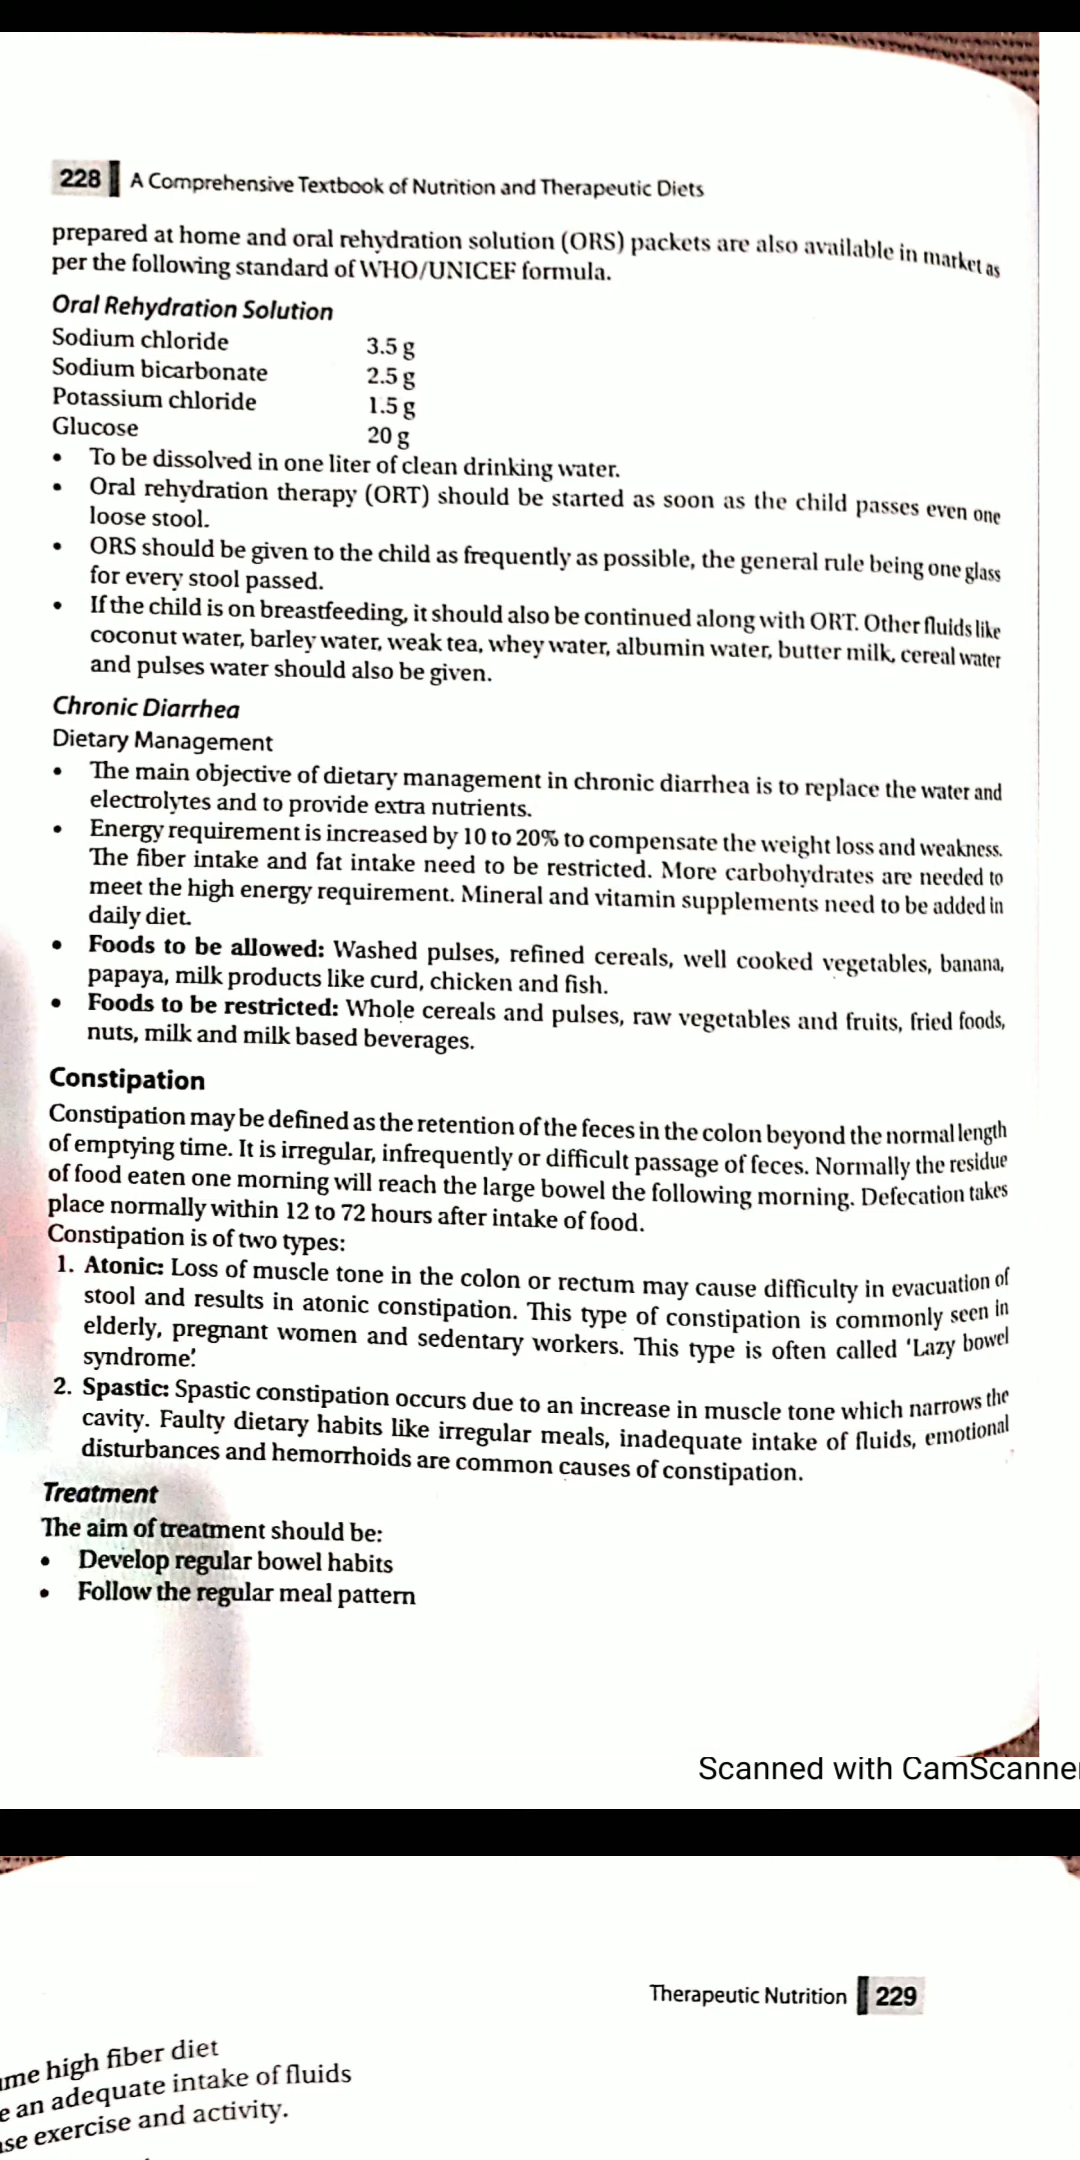 228 A Comprehensive Textbook of Nutrition and Therapeutic Diets
prepared at home and oral rehydration solution (ORS) packets are also available in market as
per the following standard of WHO/UNICEF formula.
Oral Rehydration Solution
Sodium chloride 3.5 g
Sodium bicarbonate 2.5 g
Potassium chloride 1.5 g
Glucose 20 g
• To be dissolved in one liter of clean drinking water.
• Oral rehydration therapy (ORT) should be started as soon as the child passes even one
loose stool.
• ORS should be given to the child as frequently as possible, the general rule being one glass
for every stool passed.
• If the child is on breastfeeding, it should also be continued along with ORT. Other fluids like
coconut water, barley water, weak tea, whey water, albumin water, butter milk, cereal water
and pulses water should also be given.
Chronic Diarrhea
Dietary Management
• The main objective of dietary management in chronic diarrhea is to replace the water and
electrolytes and to provide extra nutrients.
• Energy requirement is increased by 10 to 20% to compensate the weight loss and weakness.
The fiber intake and fat intake need to be restricted. More carbohydrates are needed to
meet the high energy requirement. Mineral and vitamin supplements need to be added in
daily diet.
• Foods to be allowed: Washed pulses, refined cereals, well cooked vegetables, banana,
papaya, milk products like curd, chicken and fish.
• Foods to be restricted: Whole cereals and pulses, raw vegetables and fruits, fried foods,
nuts, milk and milk based beverages.
Constipation
Constipation may be defined as the retention of the feces in the colon beyond the normal length
of emptying time. It is irregular, infrequently or difficult passage of feces. Normally the residue
of food eaten one morning will reach the large bowel the following morning. Defecation takes
place normally within 12 to 72 hours after intake of food.
Constipation is of two types:
1. Atonic: Loss of muscle tone in the colon or rectum may cause difficulty in evacuation of
stool and results in atonic constipation. This type of constipation is commonly seen in
elderly, pregnant women and sedentary workers. This type is often called 'Lazy bowel
syndrome'.
2. Spastic: Spastic constipation occurs due to an increase in muscle tone which narrows the
cavity. Faulty dietary habits like irregular meals, inadequate intake of fluids, emotional
disturbances and hemorrhoids are common causes of constipation.
Treatment
The aim of treatment should be:
• Develop regular bowel habits
• Follow the regular meal pattern
Scanned with CamScanner
Therapeutic Nutrition 229
high fiber diet
an adequate intake of fluids
exercise and activity.